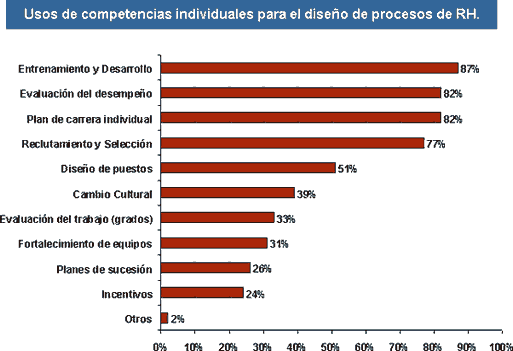 Usos de competencias individuales para el diseño de procesos de RH.
Entrenamiento y Desarrollo 87%
Evaluación del desempeño 82%
Plan de carrera individual 82%
Reclutamiento y Selección 77%
Diseño de puestos 51%
Cambio Cultural 39%
Evaluación del trabajo (grados) 33%
Fortalecimiento de equipos 31%
Planes de sucesión 26%
Incentivos 24%
Otros 2%
0% 10% 20% 30% 40% 50% 60% 70% 80% 90% 100%